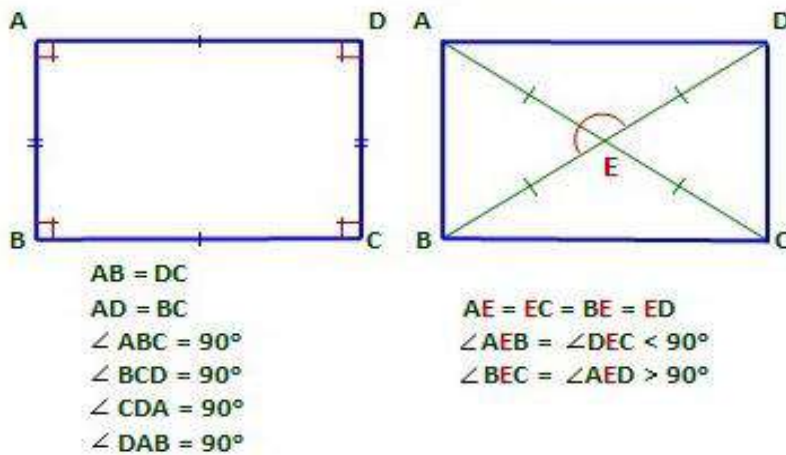 A D
B C
AB = DC
AD = BC
∠ ABC = 90°
∠ BCD = 90°
∠ CDA = 90°
∠ DAB = 90°
A D
E
B C
AE = EC = BE = ED
∠AEB = ∠DEC < 90°
∠BEC = ∠AED > 90°